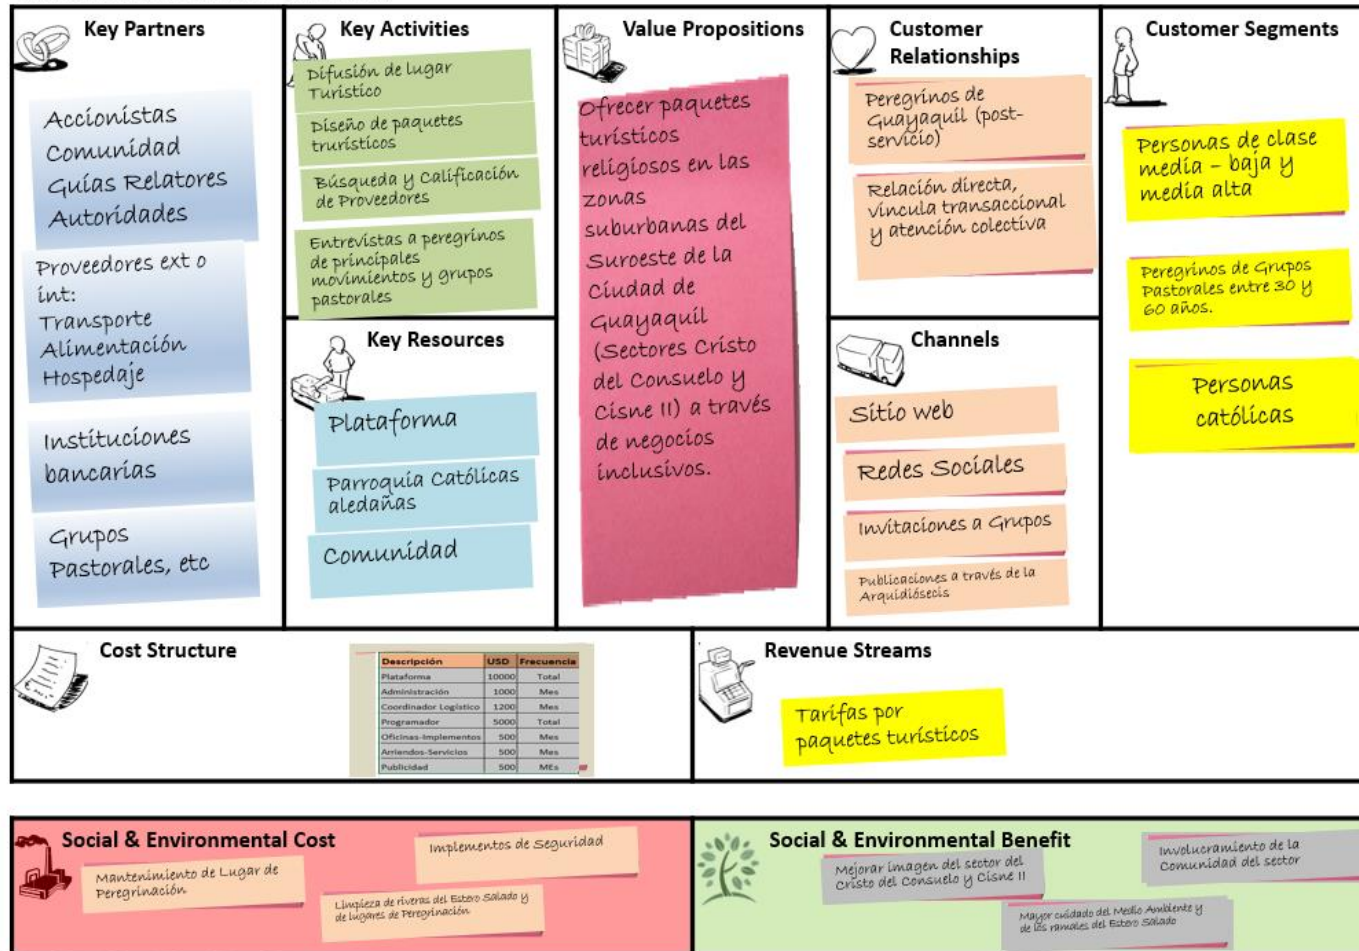 Key Partners
Accionistas
Comunidad
Guías Relatores
Autoridades
Proveedores ext o
int:
Transporte
Alimentación
Hospedaje
Instituciones
bancarias
Grupos
Pastorales, etc
Key Activities
Difusión de lugar
Turistico
Diseño de paquetes
trurísticos
Búsqueda y Calificación
de Proveedores
Entrevistas a peregrinos
de principales
movimientos y grupos
pastorales
Key Resources
Plataforma
Parroquia Católicas
aledañas
Comunidad
Value Propositions
Ofrecer paquetes
turísticos
religiosos en las
zonas
suburbanas del
Suroeste de la
Ciudad de
Guayaquil
(Sectores Cristo
del Consuelo y
Cisne II) a través
de negocios
inclusivos.
Customer
Relationships
Peregrinos de
Guayaquil (post-
servicio)
Relación directa,
vincula transaccional
y atención colectiva
Channels
Sitio web
Redes Sociales
Invitaciones a Grupos
Publicaciones a través de la
Arquidiósecis
Customer Segments
Personas de clase
media – baja y
media alta
Peregrinos de Grupos
Pastorales entre 30 y
60 años.
Personas
católicas
Cost Structure
Descripción USD Frecuencia
Plataforma 10000 Total
Administración 1000 Mes
Coordinador Logístico 1200 Mes
Programador 5000 Total
Oficinas-Implementos 500 Mes
Arriendos-Servicios 500 Mes
Publicidad 500 MEs
Revenue Streams
Tarifas por
paquetes turísticos
Social & Environmental Cost
Mantenimiento de Lugar de
Peregrinación
Implementos de Seguridad
Limpieza de riveras del Estero Salado y
de lugares de Peregrinación
Social & Environmental Benefit
Mejorar imagen del sector del
Cristo del Consuelo y Cisne II
Involucramiento de la
Comunidad del sector
Mayor cuidado del Medio Ambiente y
de los ramales del Estero Salado